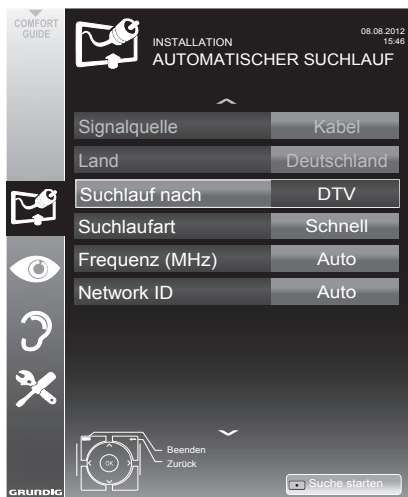 COMFORT
GUIDE
INSTALLATION
AUTOMATISCHER SUCHLAUF
08.08.2012
15:46
Signalquelle Kabel
Land Deutschland
Suchlauf nach DTV
Suchlaufart Schnell
Frequenz (MHz) Auto
Network ID Auto
OK
Beenden
Zurück
Suche starten
GRUNDIG